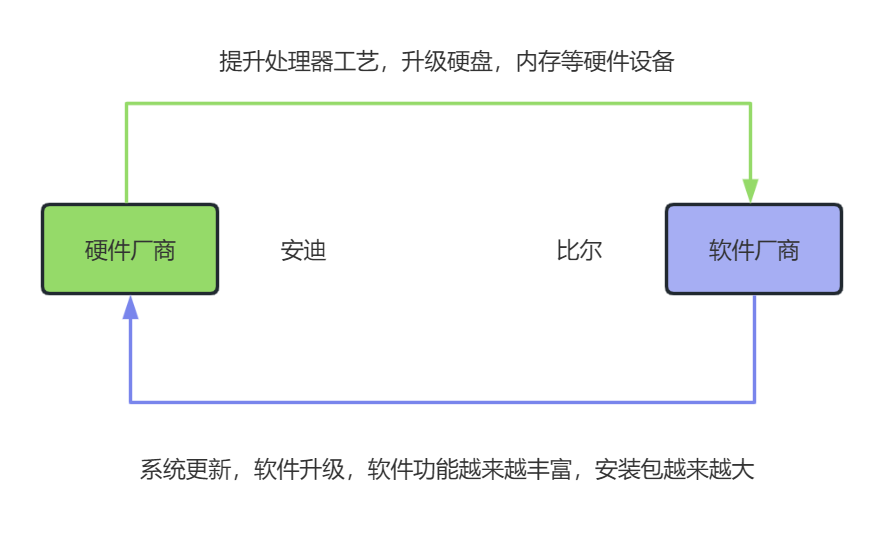 提升处理器工艺，升级硬盘，内存等硬件设备
硬件厂商
安迪
比尔
软件厂商
系统更新，软件升级，软件功能越来越丰富，安装包越来越大